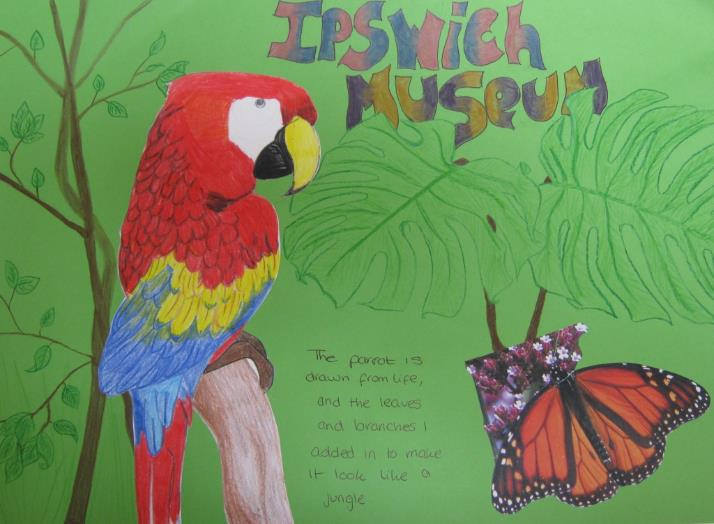 Ipswich
Museum
The parrot is
drawn from life,
and the leaves
and branches I
added in to make
it look like a
jungle